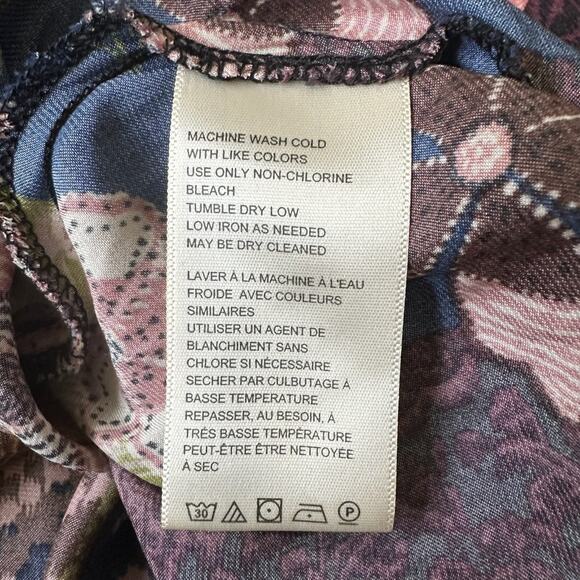 MACHINE WASH COLD
WITH LIKE COLORS
USE ONLY NON-CHLORINE
BLEACH
TUMBLE DRY LOW
LOW IRON AS NEEDED
MAY BE DRY CLEANED
LAVER À LA MACHINE À L'EAU
FROIDE AVEC COULEURS
SIMILAIRES
UTILISER UN AGENT DE
BLANCHIMENT SANS
CHLORE SI NÉCESSAIRE
SECHER PAR CULBUTAGE À
BASSE TEMPÉRATURE
REPASSER, AU BESOIN, À
TRÉS BASSE TEMPÉRATURE
PEUT-ÊTRE ÊTRE NETTOYÉE
À SEC
30 P